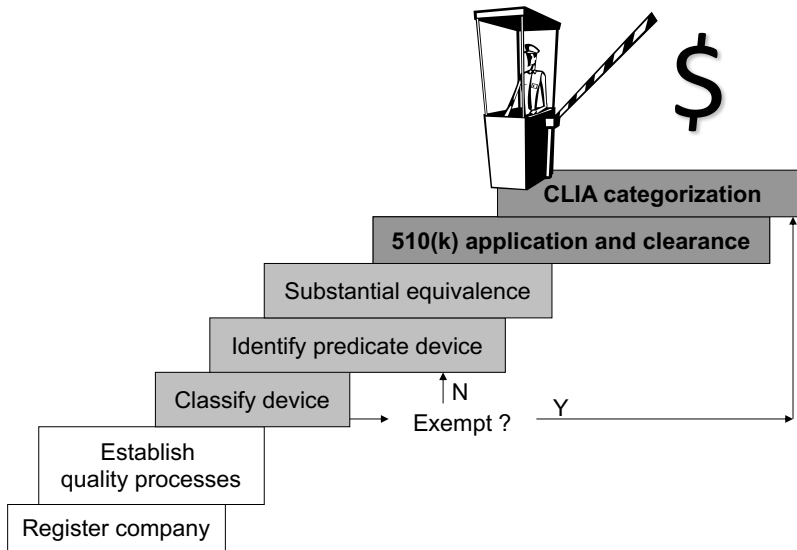 $
CLIA categorization
510(k) application and clearance
Substantial equivalence
Identify predicate device
N
Classify device
Exempt ?
Y
Establish
quality processes
Register company